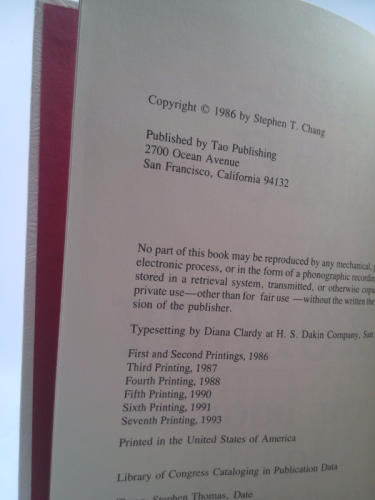 Copyright © 1986 by Stephen T. Chang
Published by Tao Publishing
2700 Ocean Avenue
San Francisco, California 94132
No part of this book may be reproduced by any mechanical,
electronic process, or in the form of a phonographic recording
stored in a retrieval system, transmitted, or otherwise copie
private use—other than for fair use —without the written the
sion of the publisher.
Typesetting by Diana Clardy at H. S. Dakin Company, San
First and Second Printings, 1986
Third Printing, 1987
Fourth Printing, 1988
Fifth Printing, 1990
Sixth Printing, 1991
Seventh Printing, 1993
Printed in the United States of America
Library of Congress Cataloging in Publication Data
Stephen Thomas, Date